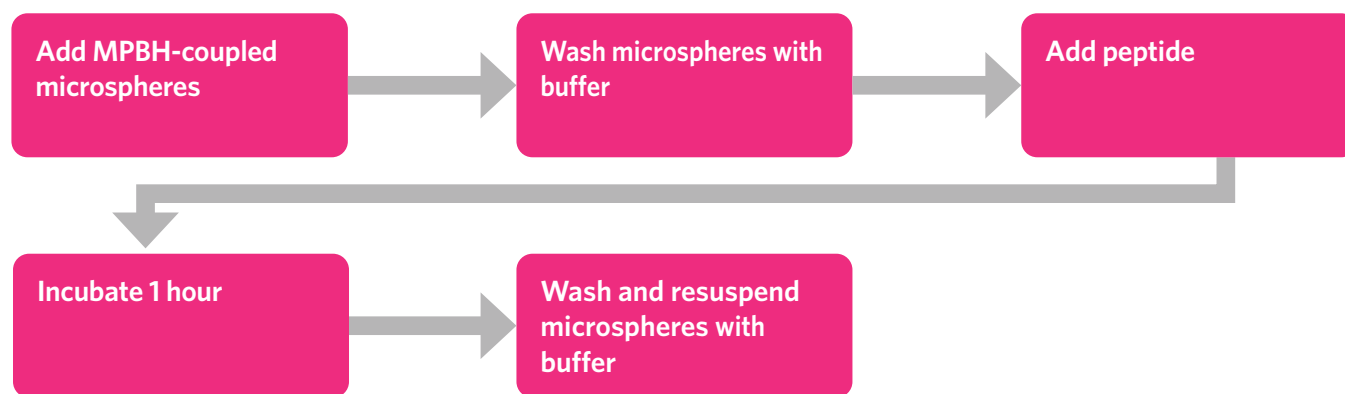 Add MPBH-coupled
microspheres
Wash microspheres with
buffer
Add peptide
Incubate 1 hour
Wash and resuspend
microspheres with
buffer